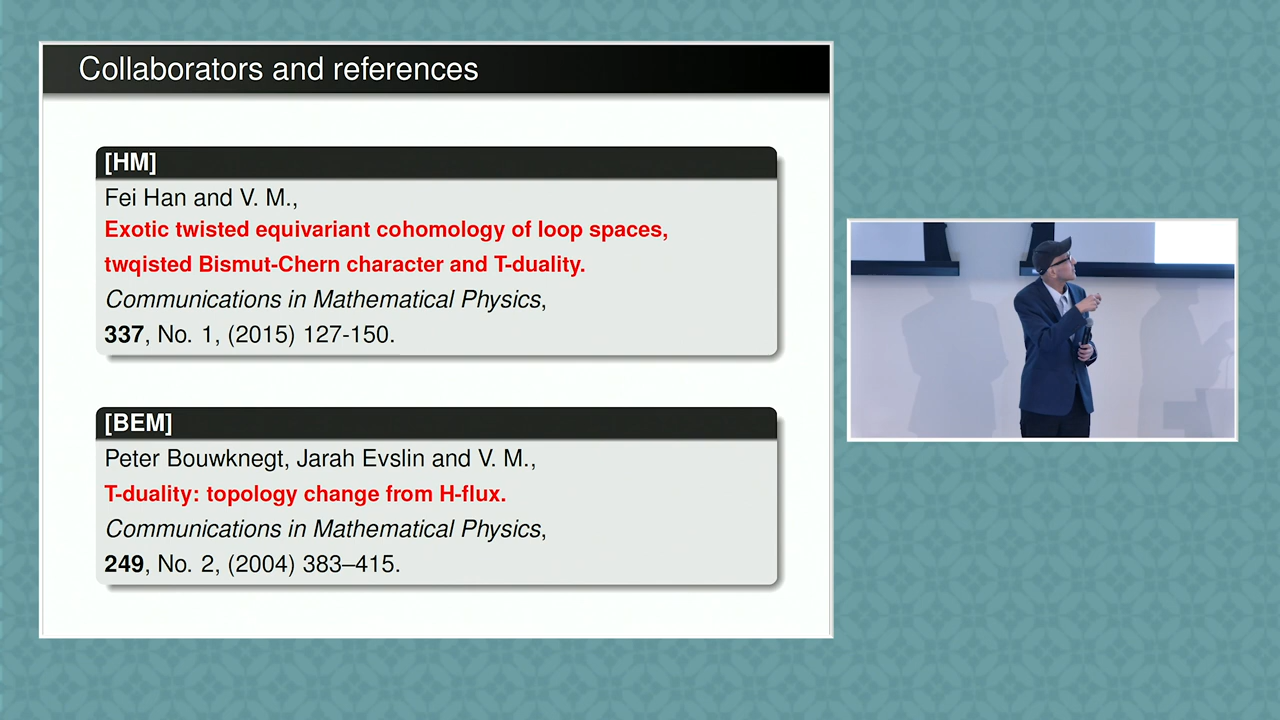 Collaborators and references
[HM]
Fei Han and V. M.,
Exotic twisted equivariant cohomology of loop spaces,
twqisted Bismut-Chern character and T-duality.
Communications in Mathematical Physics,
337, No. 1, (2015) 127-150.
[BEM]
Peter Bouwknegt, Jarah Evslin and V. M.,
T-duality: topology change from H-flux.
Communications in Mathematical Physics,
249, No. 2, (2004) 383–415.